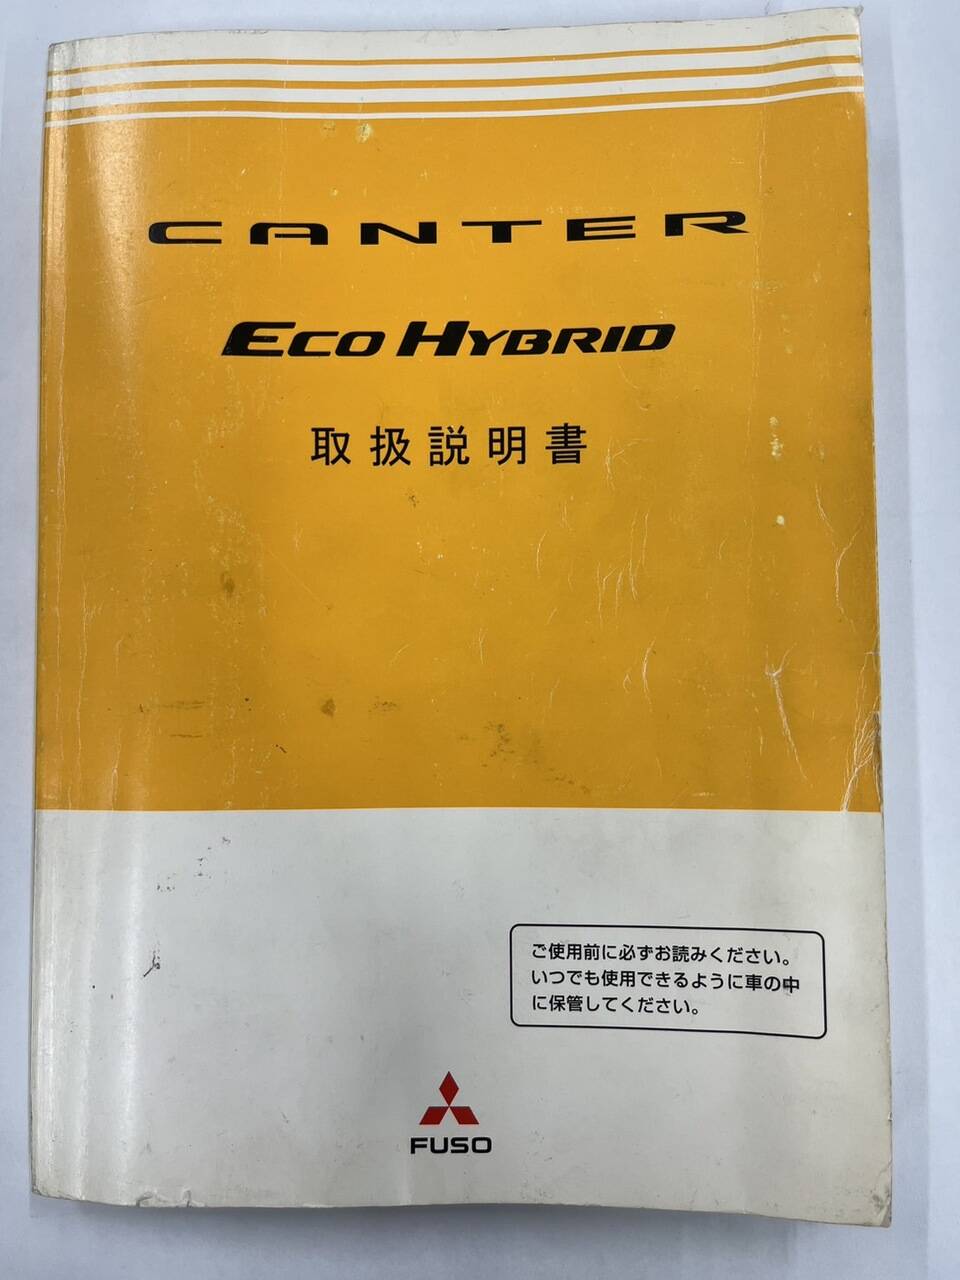 CANTER
ECO HYBRID
取扱説明書
ご使用前に必ずお読みください。
いつでも使用できるように車の中
に保管してください。
FUSO